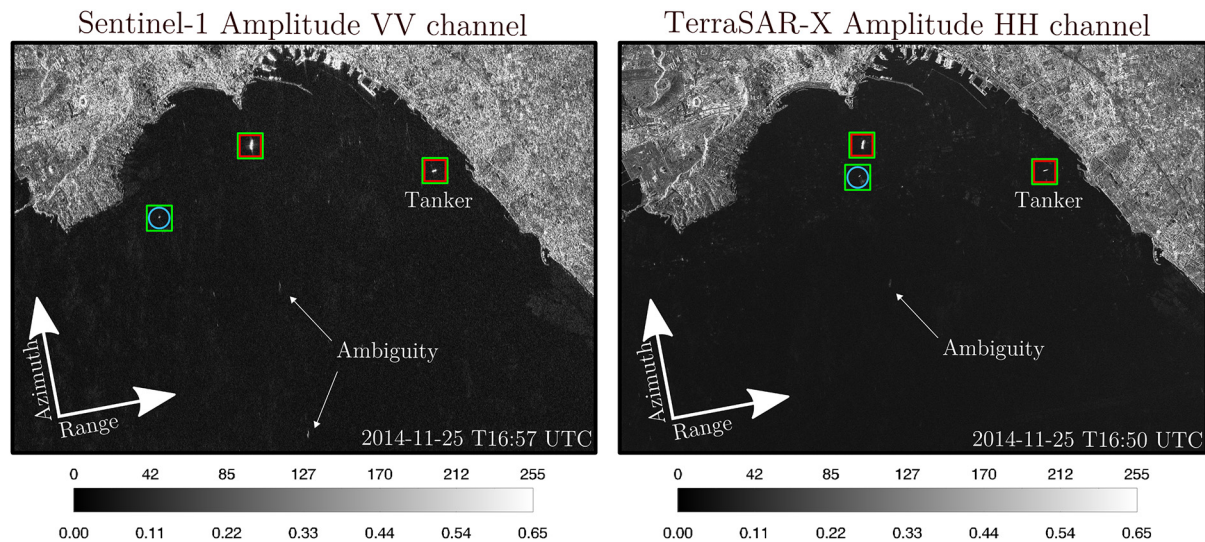 Sentinel-1 Amplitude VV channel
TerraSAR-X Amplitude HH channel
Tanker
Ambiguity
Azimuth
Range
2014-11-25 T16:57 UTC
Tanker
Ambiguity
Azimuth
Range
2014-11-25 T16:50 UTC
0 42 85 127 170 212 255
0.00 0.11 0.22 0.33 0.44 0.54 0.65
0 42 85 127 170 212 255
0.00 0.11 0.22 0.33 0.44 0.54 0.65